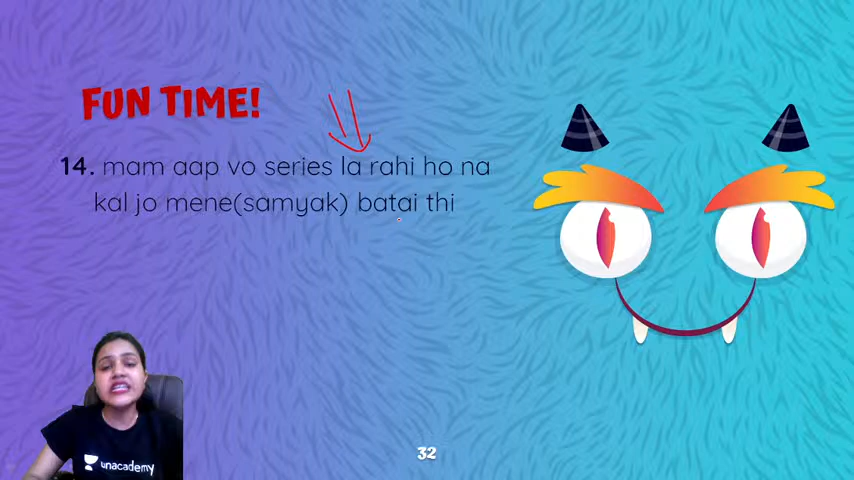 FUN TIME!
14. mam aap vo series la rahi ho na
kal jo mene(samyak) batai thi
unacademy
32